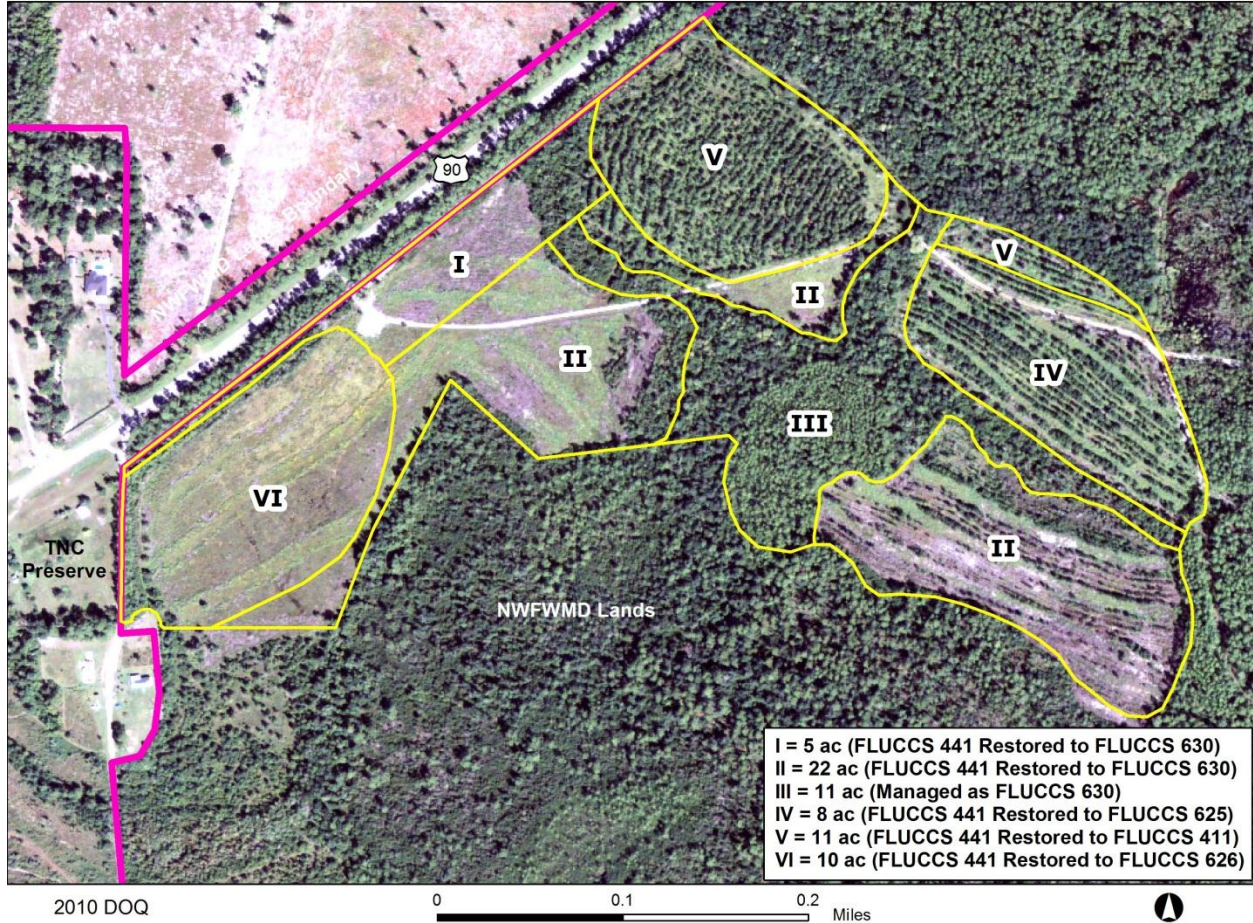 NWFWMD Boundary
90
V
I
V
II
II
IV
III
VI
II
TNC
Preserve
NWFWMD Lands
I = 5 ac (FLUCCS 441 Restored to FLUCCS 630)
II = 22 ac (FLUCCS 441 Restored to FLUCCS 630)
III = 11 ac (Managed as FLUCCS 630)
IV = 8 ac (FLUCCS 441 Restored to FLUCCS 625)
V = 11 ac (FLUCCS 441 Restored to FLUCCS 411)
VI = 10 ac (FLUCCS 441 Restored to FLUCCS 626)
2010 DOQ
0 0.1 0.2
Miles